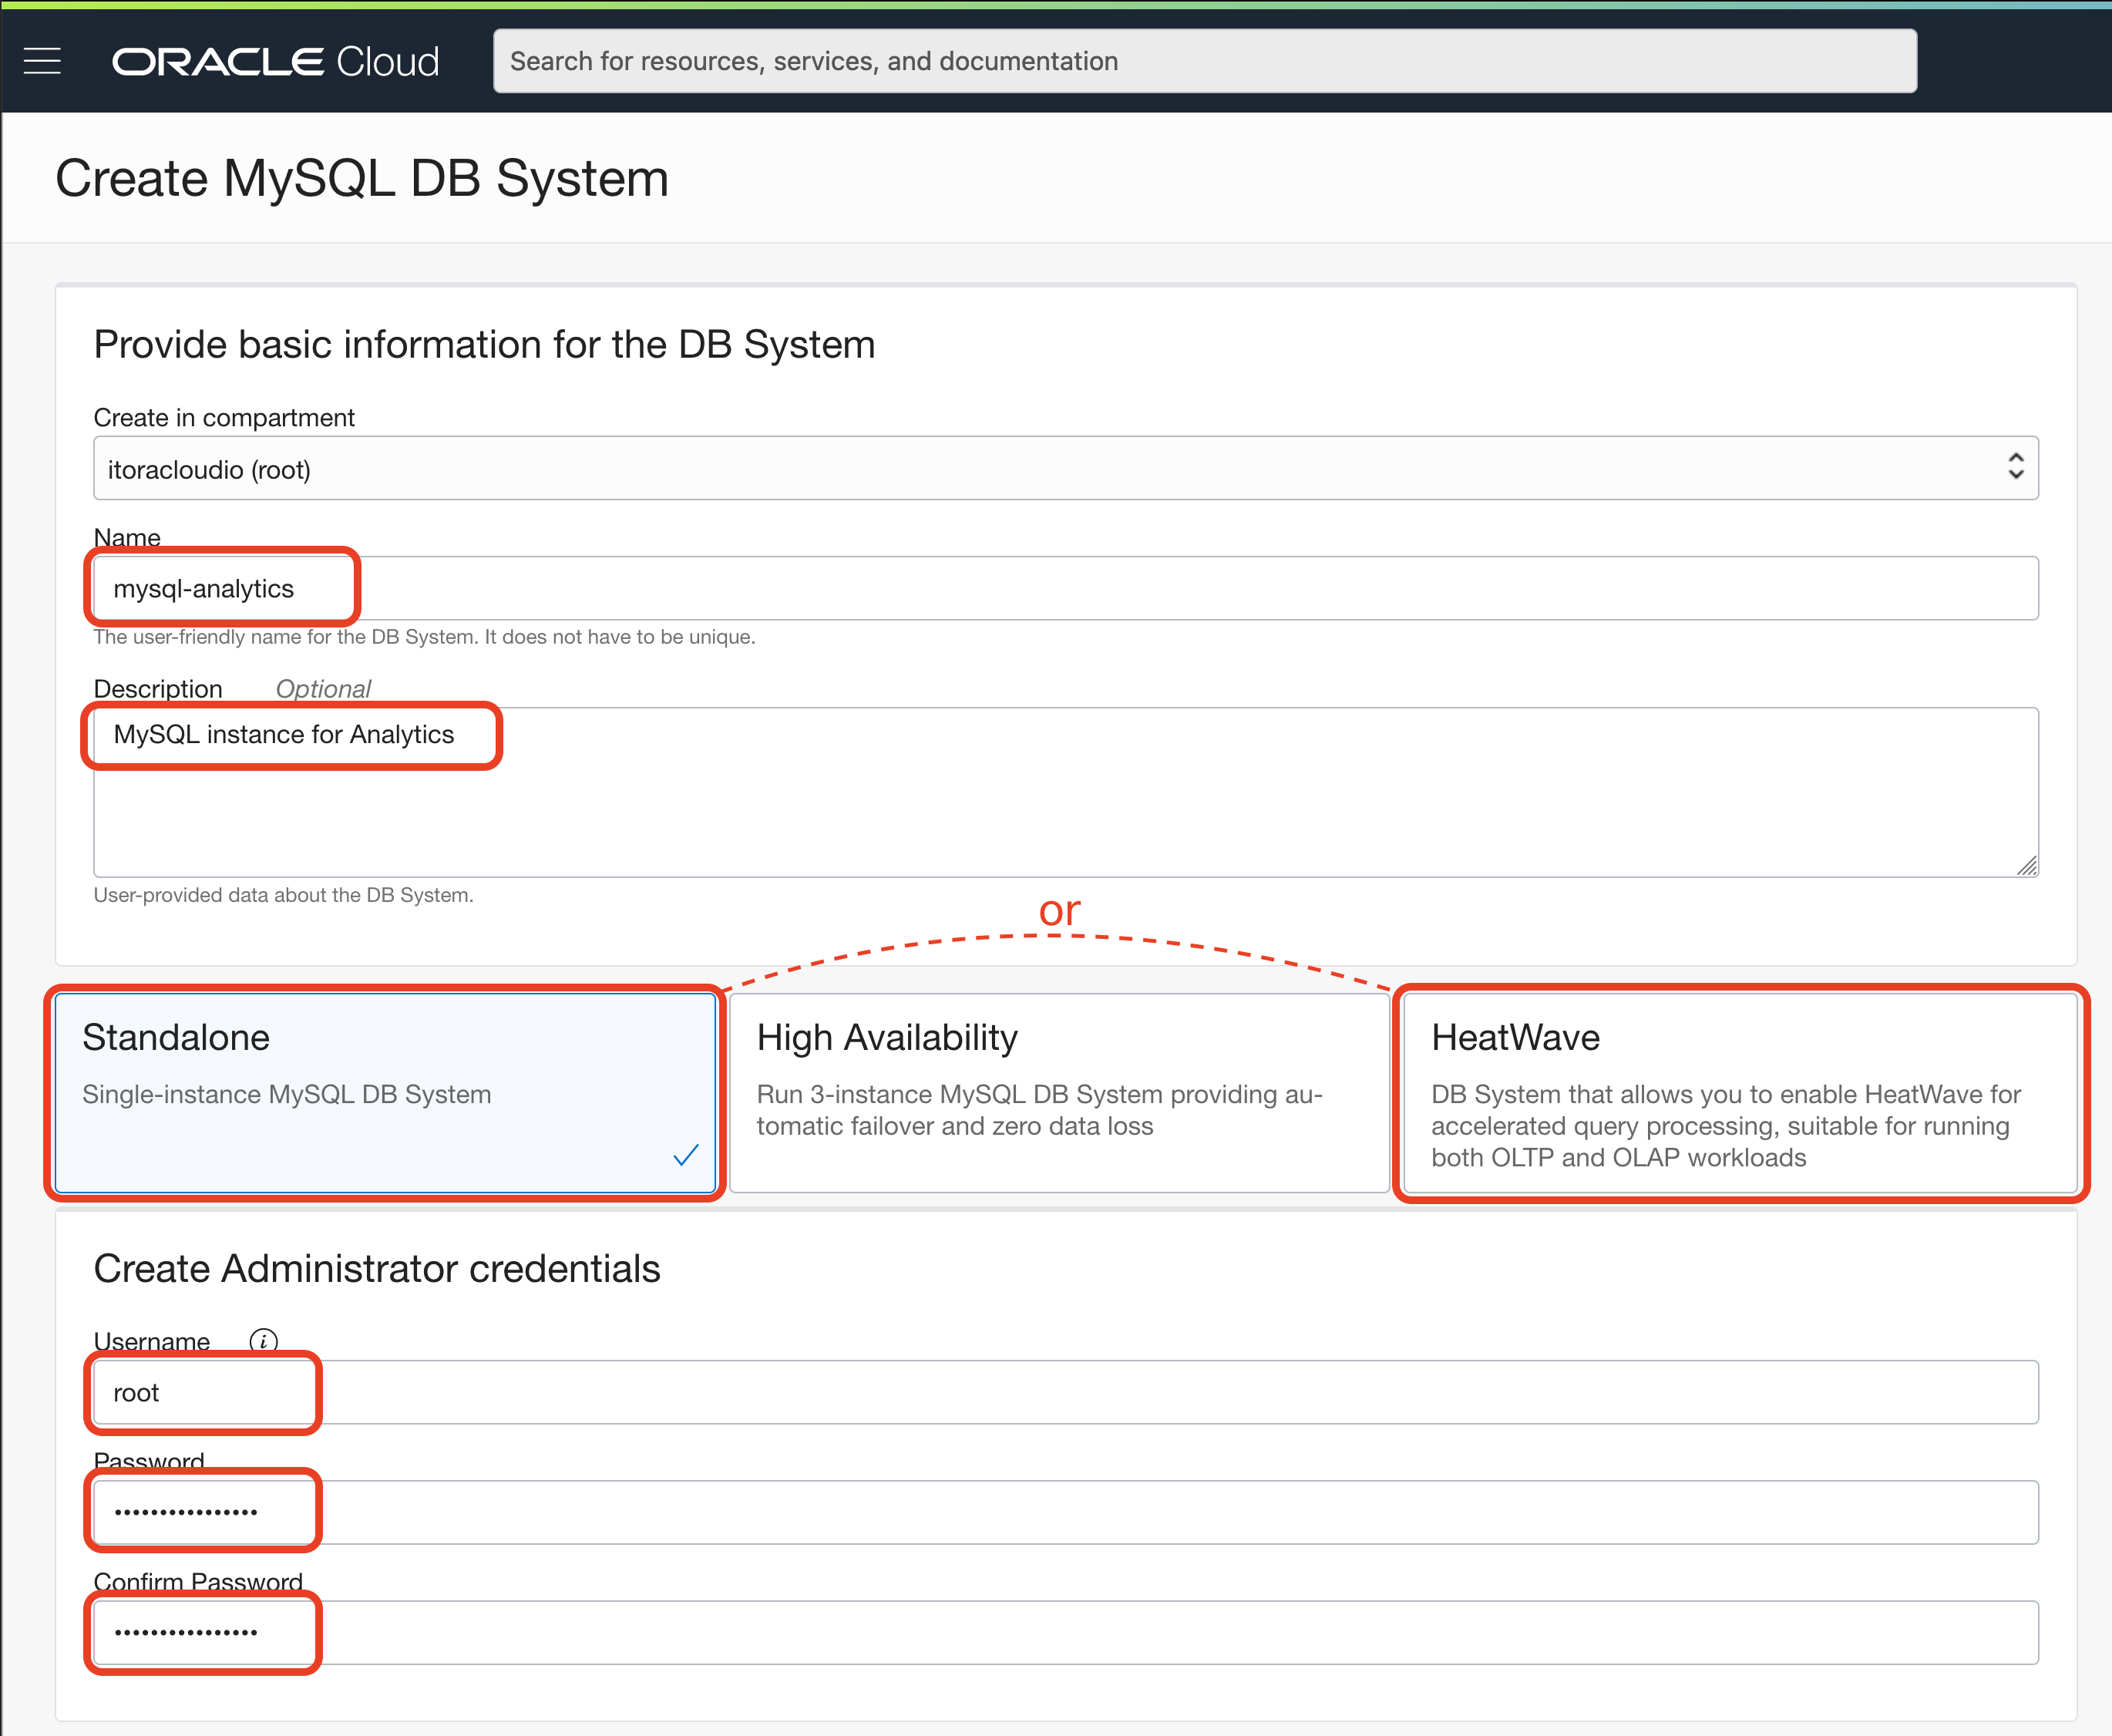 ORACLE Cloud
Search for resources, services, and documentation
Create MySQL DB System
Provide basic information for the DB System
Create in compartment
itoracloudio (root)
Name
mysql-analytics
The user-friendly name for the DB System. It does not have to be unique.
Description Optional
MySQL instance for Analytics
User-provided data about the DB System.
or
Standalone
Single-instance MySQL DB System
High Availability
Run 3-instance MySQL DB System providing au-
tomatic failover and zero data loss
HeatWave
DB System that allows you to enable HeatWave for
accelerated query processing, suitable for running
both OLTP and OLAP workloads
Create Administrator credentials
Username i
root
Password
••••••••••••••••
Confirm Password
••••••••••••••••